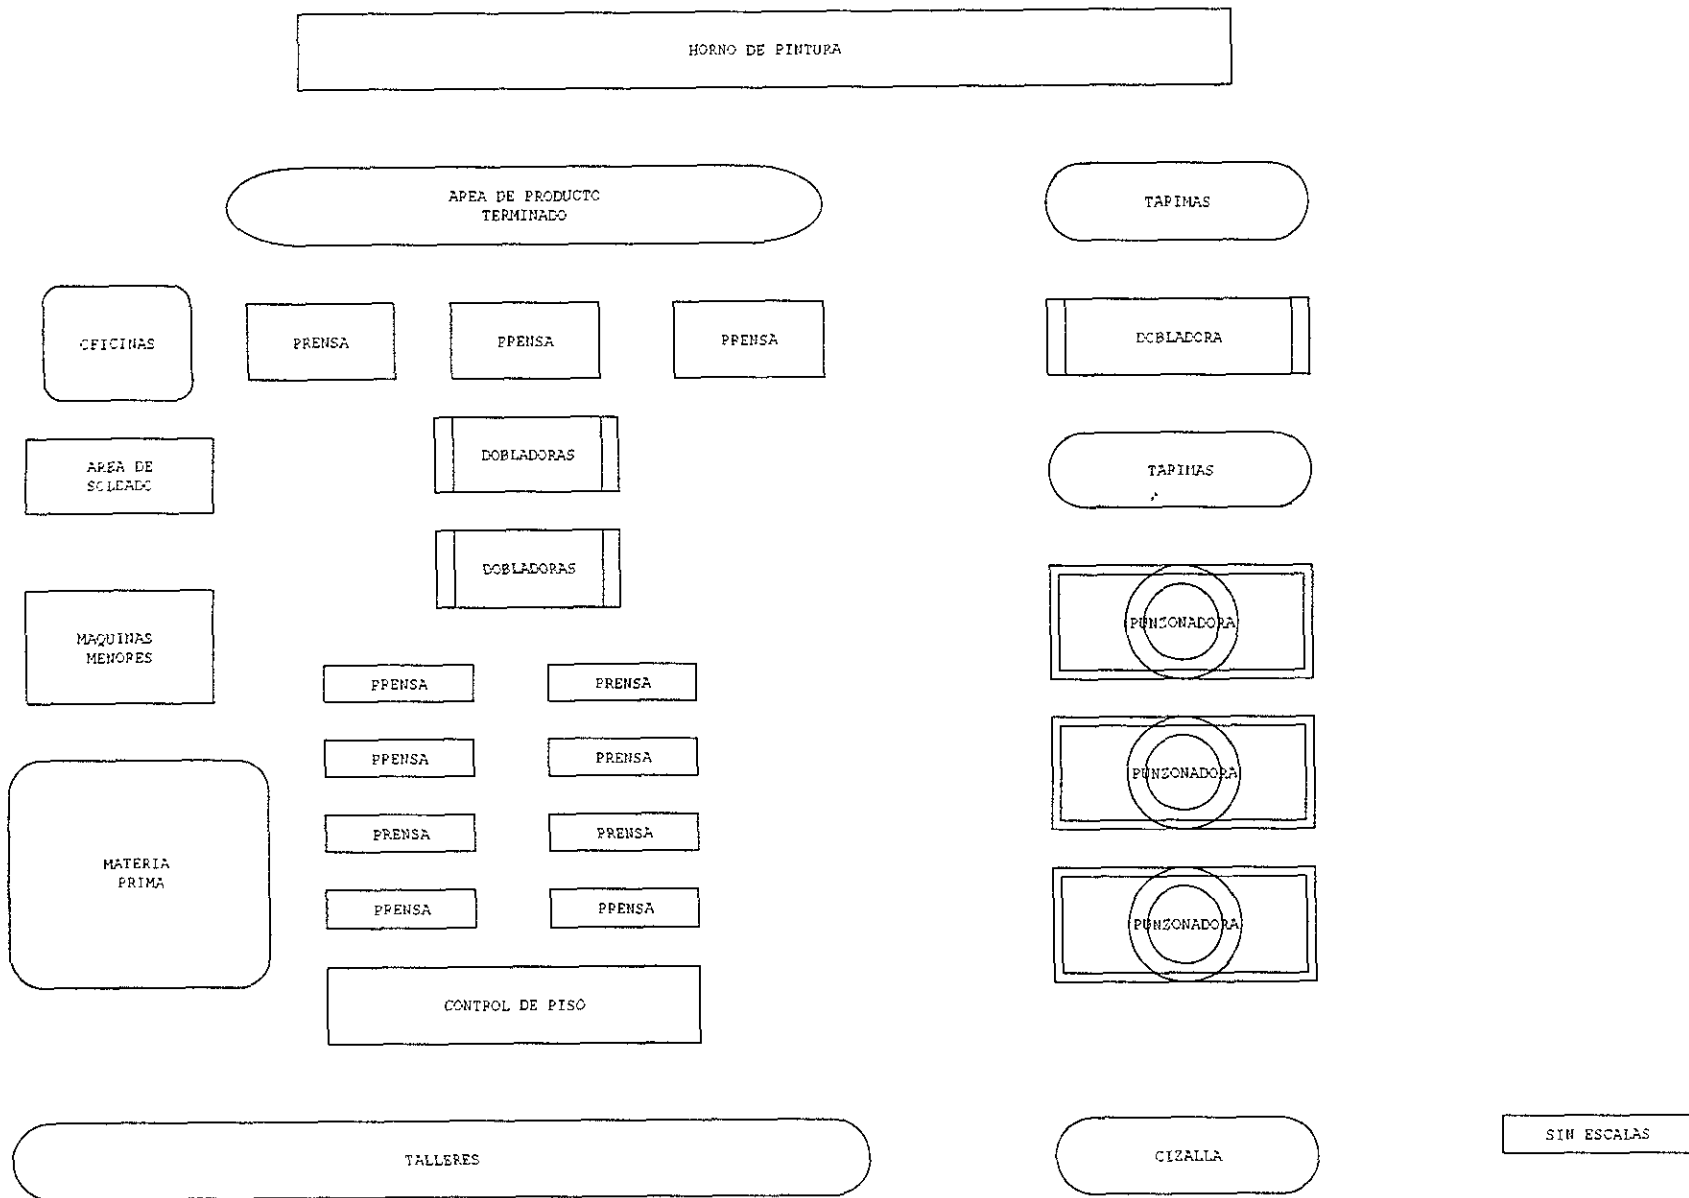 HORNO DE PINTURA
AREA DE PRODUCTO
TERMINADO
TARIMAS
OFICINAS
PRENSA
PRENSA
PRENSA
DOBLADORA
AREA DE
SOLDADO
DOBLADORAS
TARIMAS
DOBLADORAS
MAQUINAS
MENORES
PUNZONADORA
PRENSA
PRENSA
PRENSA
PRENSA
PUNZONADORA
MATERIA
PRIMA
PRENSA
PRENSA
PRENSA
PRENSA
PUNZONADORA
CONTROL DE PISO
TALLERES
CIZALLA
SIN ESCALAS